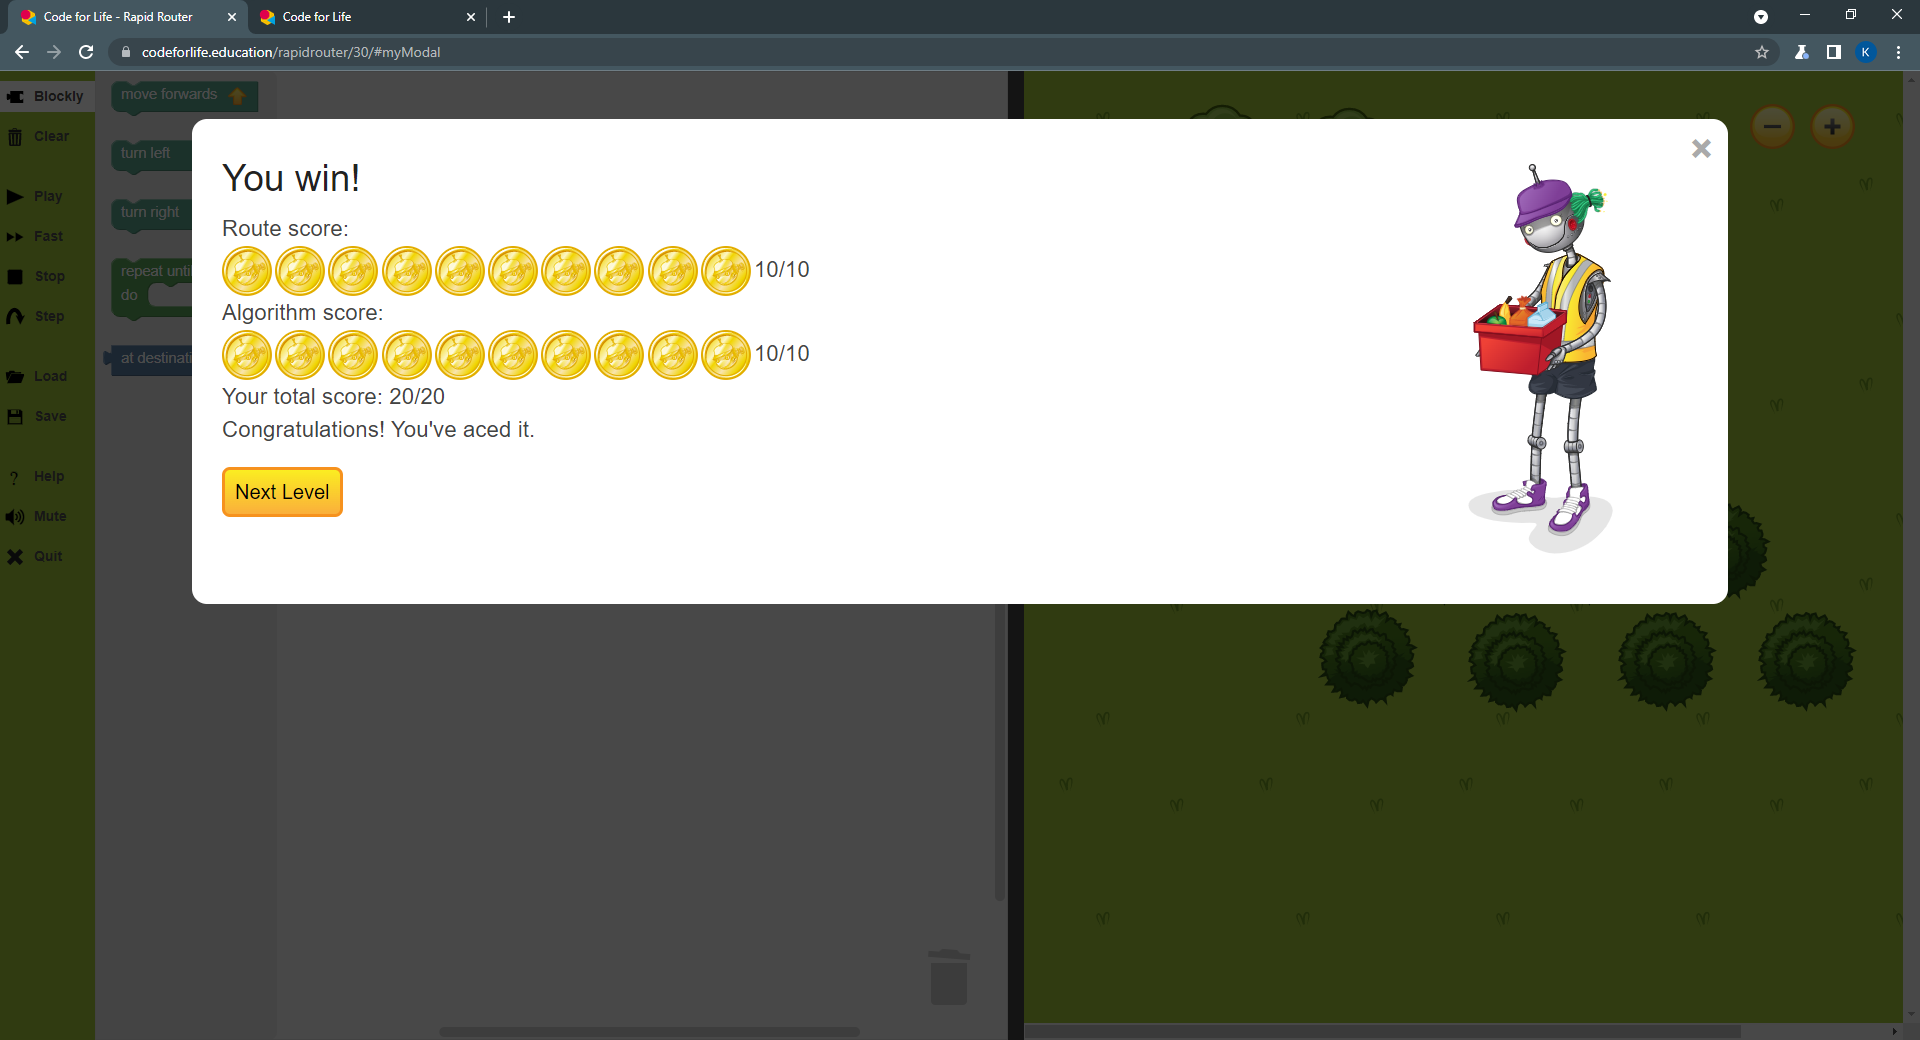 Code for Life - Rapid Router
Code for Life
codeforlife.education/rapidrouter/30/#myModal
K
Blockly
Clear
Play
Fast
Stop
Step
Load
Save
? Help
Mute
Quit
move forwards
turn left
turn right
repeat until
do
at destinati
You win!
Route score:
10/10
Algorithm score:
10/10
Your total score: 20/20
Congratulations! You've aced it.
Next Level